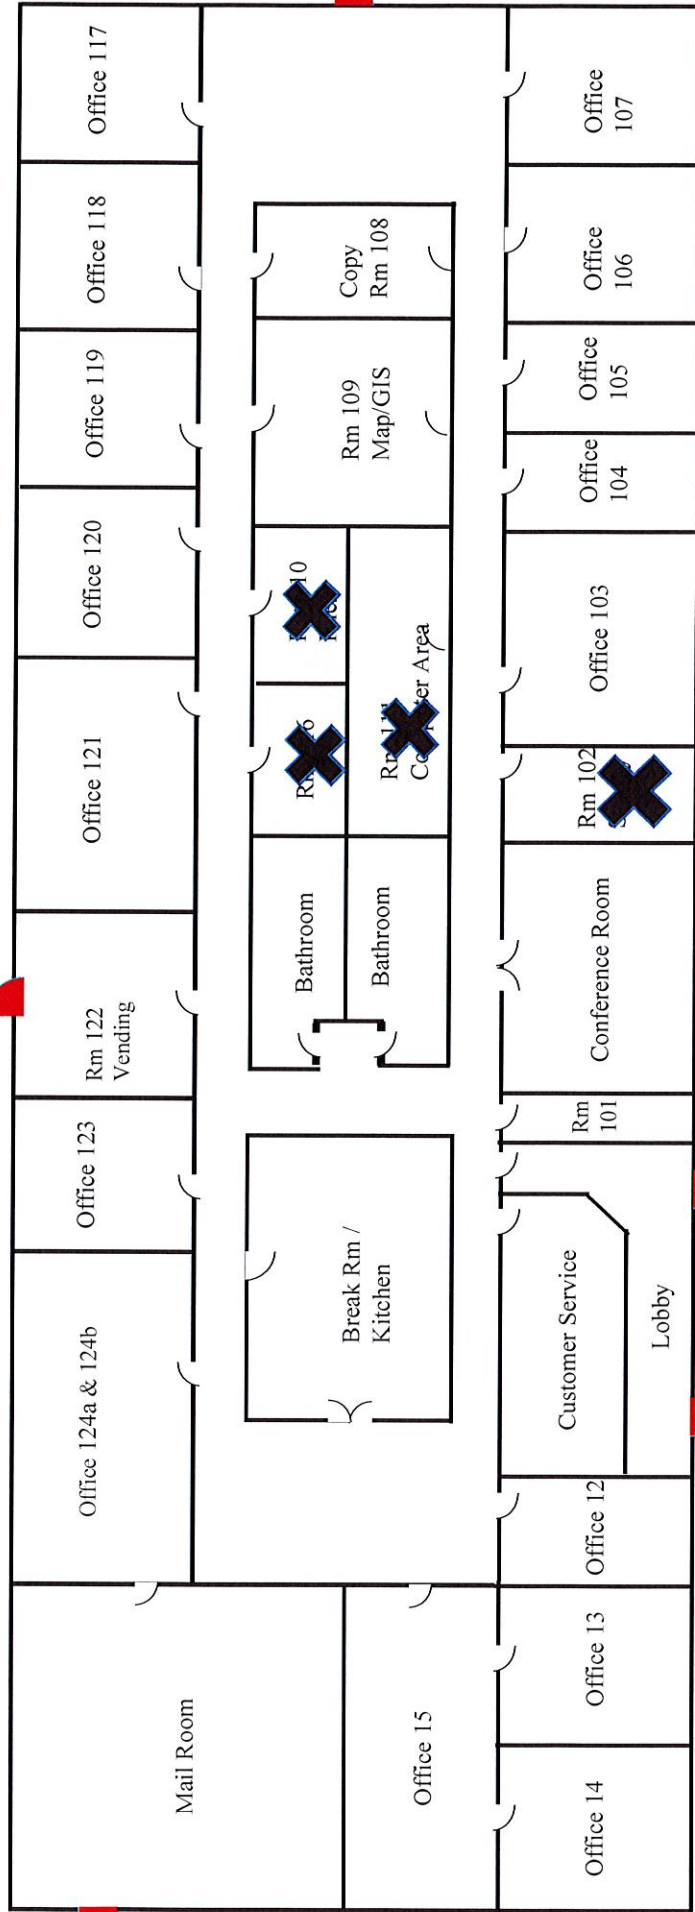 Office 117
Office 118
Office 119
Office 120
Office 121
Rm 122
Vending
Office 123
Office 124a & 124b
Mail Room
Copy
Rm 108
Rm 109
Map/GIS
10
6
Area
Bathroom
Bathroom
Break Rm /
Kitchen
Office 15
Office
107
Office
106
Office
105
Office
104
Office 103
Rm 102
Conference Room
Rm
101
Customer Service
Lobby
Office 12
Office 13
Office 14